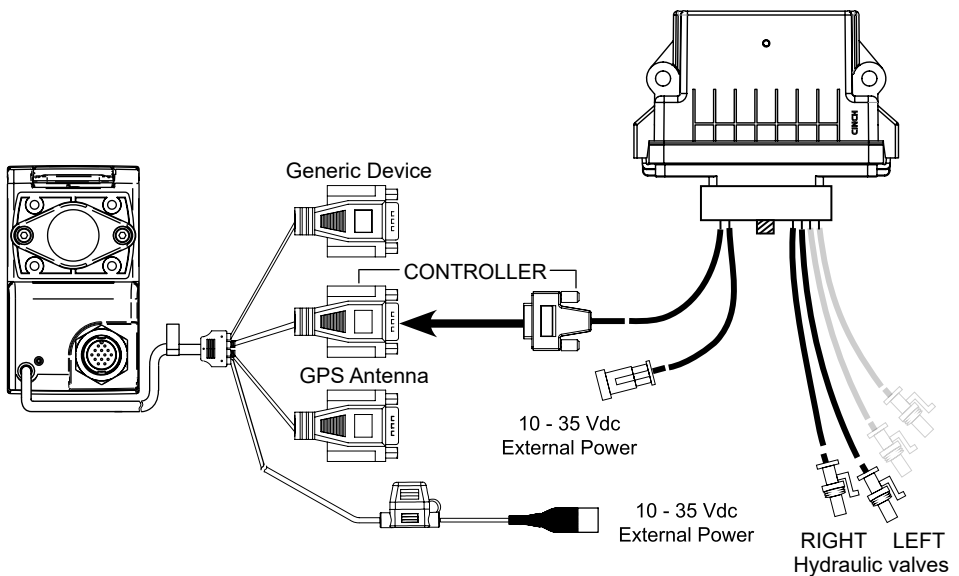 Generic Device
CONTROLLER
GPS Antenna
10 - 35 Vdc
External Power
10 - 35 Vdc
External Power
RIGHT LEFT
Hydraulic valves